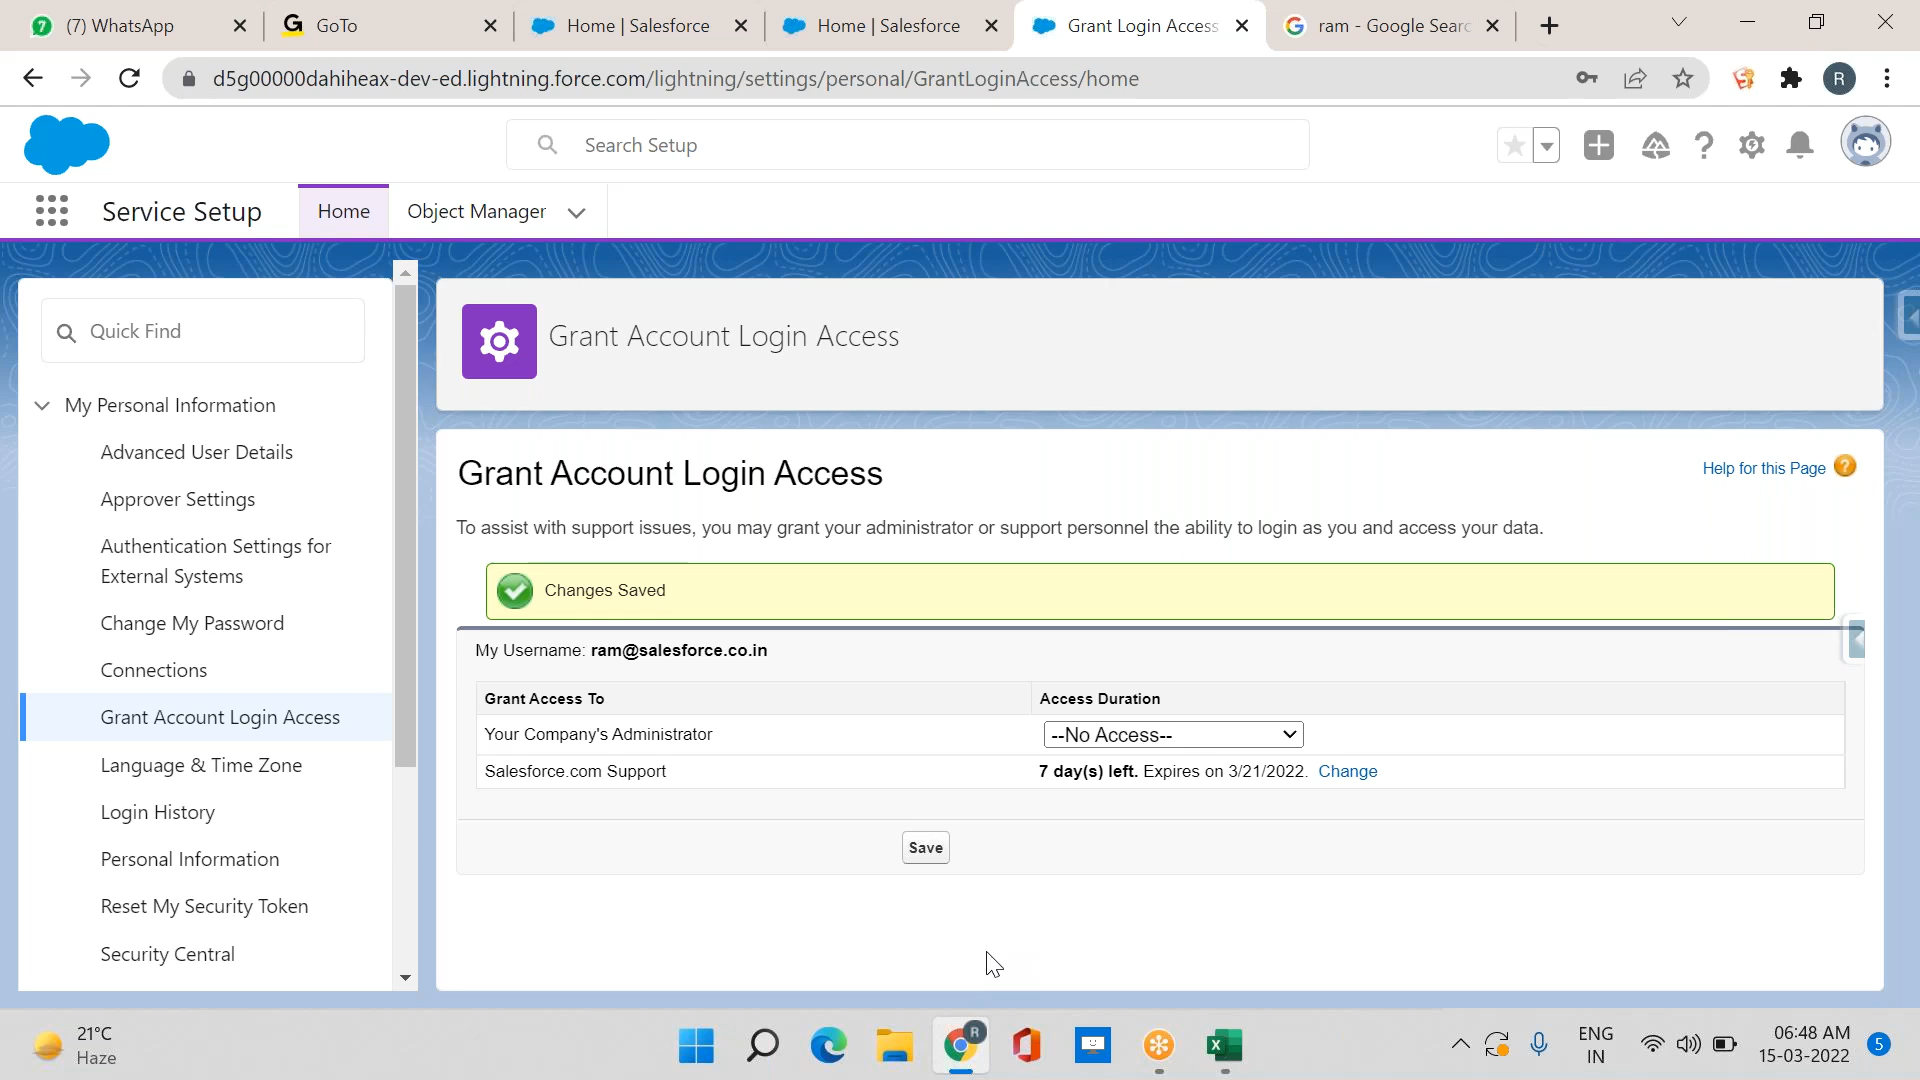 (7) WhatsApp
GoTo
Home | Salesforce
Home | Salesforce
Grant Login Access
ram - Google Searc
d5g00000dahiheax-dev-ed.lightning.force.com/lightning/settings/personal/GrantLoginAccess/home
R
Search Setup
Service Setup
Home
Object Manager
Quick Find
My Personal Information
Advanced User Details
Approver Settings
Authentication Settings for
External Systems
Change My Password
Connections
Grant Account Login Access
Language & Time Zone
Login History
Personal Information
Reset My Security Token
Security Central
Grant Account Login Access
Grant Account Login Access
Help for this Page
To assist with support issues, you may grant your administrator or support personnel the ability to login as you and access your data.
Changes Saved
My Username: ram@salesforce.co.in
Grant Access To
Access Duration
Your Company's Administrator
--No Access--
Salesforce.com Support
7 day(s) left. Expires on 3/21/2022. Change
Save
21°C
Haze
R
ENG
IN
06:48 AM
15-03-2022
5